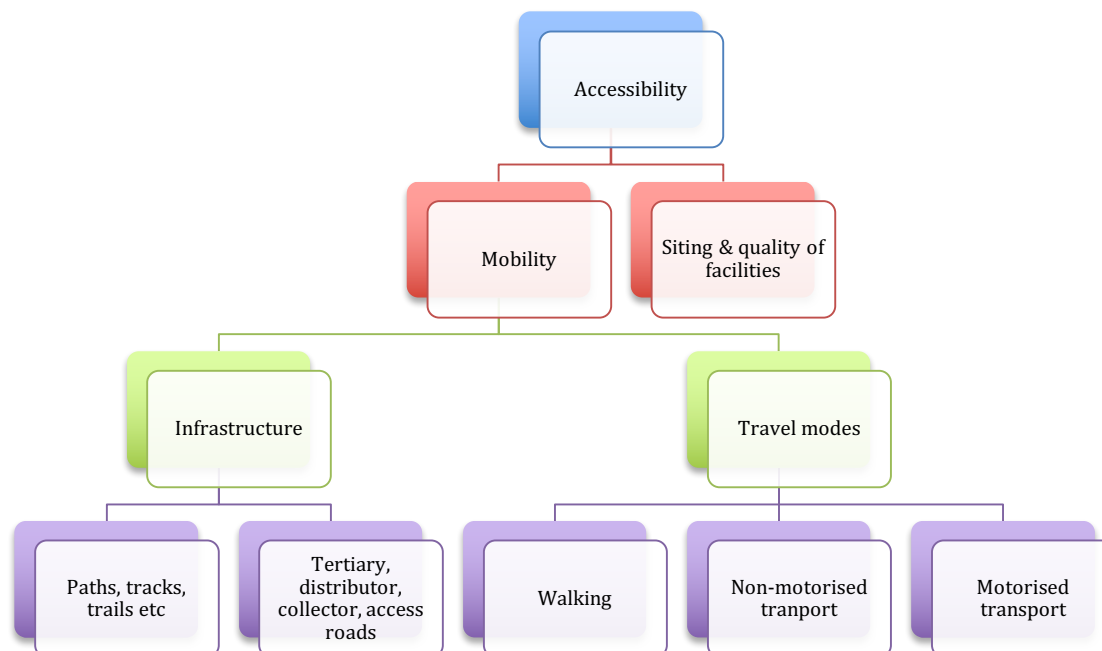 Accessibility
Mobility
Siting & quality of
facilities
Infrastructure
Travel modes
Paths, tracks,
trails etc
Tertiary,
distributor,
collector, access
roads
Walking
Non-motorised
tranport
Motorised
transport